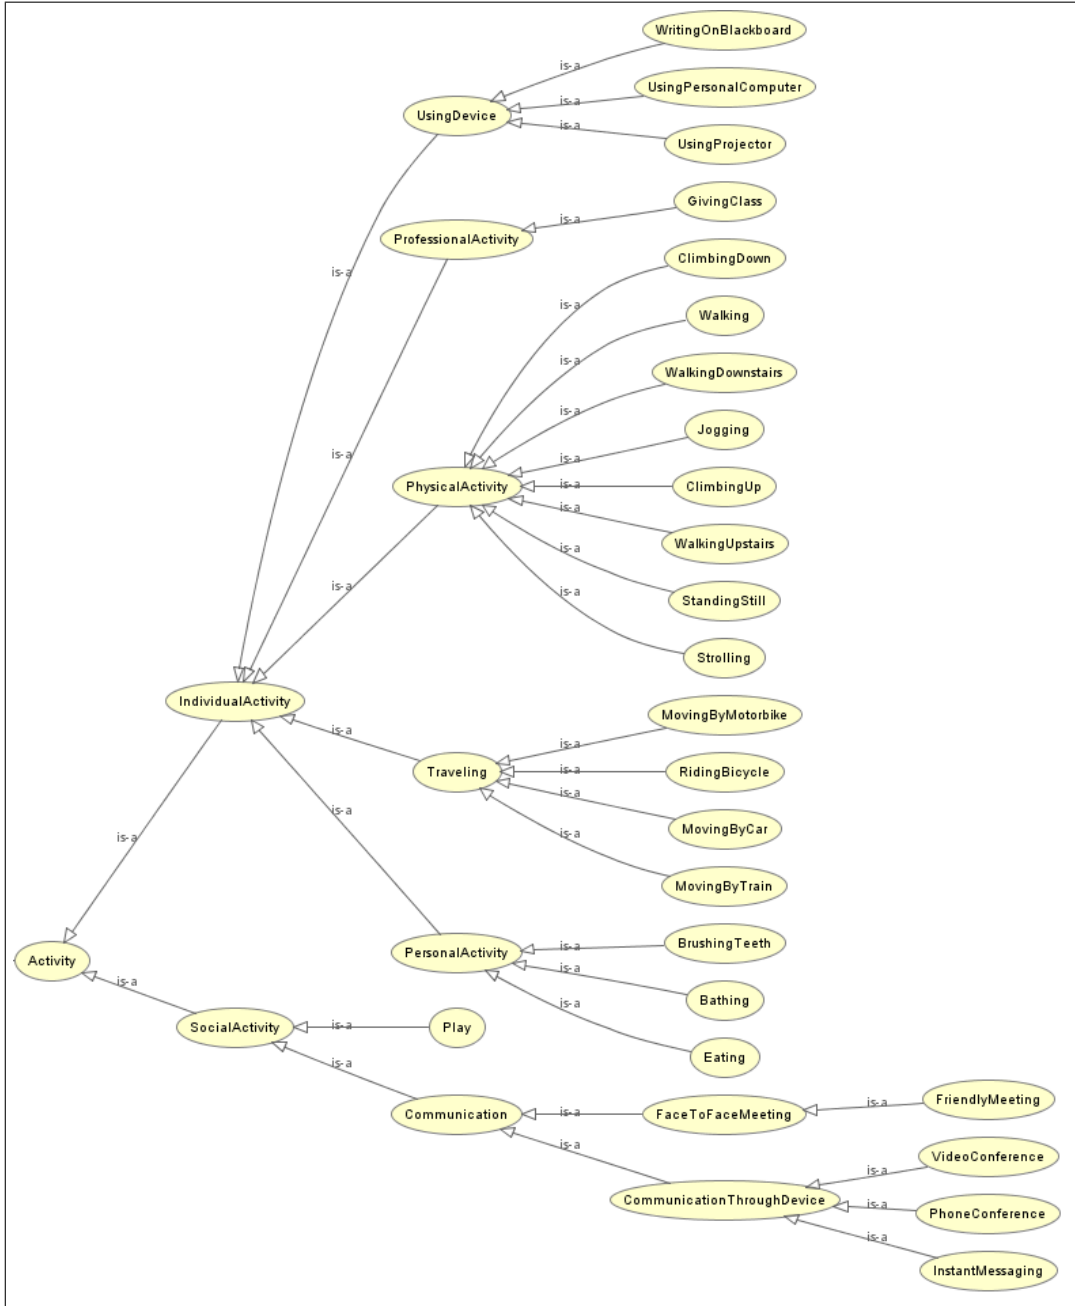 WritingOnBlackboard
is-a
UsingPersonalComputer
is-a
UsingDevice
is-a
UsingProjector
GivingClass
is-a
ProfessionalActivity
ClimbingDown
is-a
is-a
Walking
is-a
WalkingDownstairs
is-a
Jogging
is-a
is-a
PhysicalActivity
is-a
ClimbingUp
is-a
WalkingUpstairs
is-a
is-a
is-a
StandingStill
Strolling
IndividualActivity
MovingByMotorbike
is-a
is-a
Traveling
is-a
RidingBicycle
is-a
MovingByCar
is-a
is-a
is-a
MovingByTrain
BrushingTeeth
is-a
PersonalActivity
Activity
is-a
is-a
Bathing
is-a
SocialActivity
is-a
Play
Eating
is-a
FriendlyMeeting
is-a
Communication
is-a
FaceToFaceMeeting
is-a
VideoConference
is-a
CommunicationThroughDevice
is-a
PhoneConference
is-a
InstantMessaging